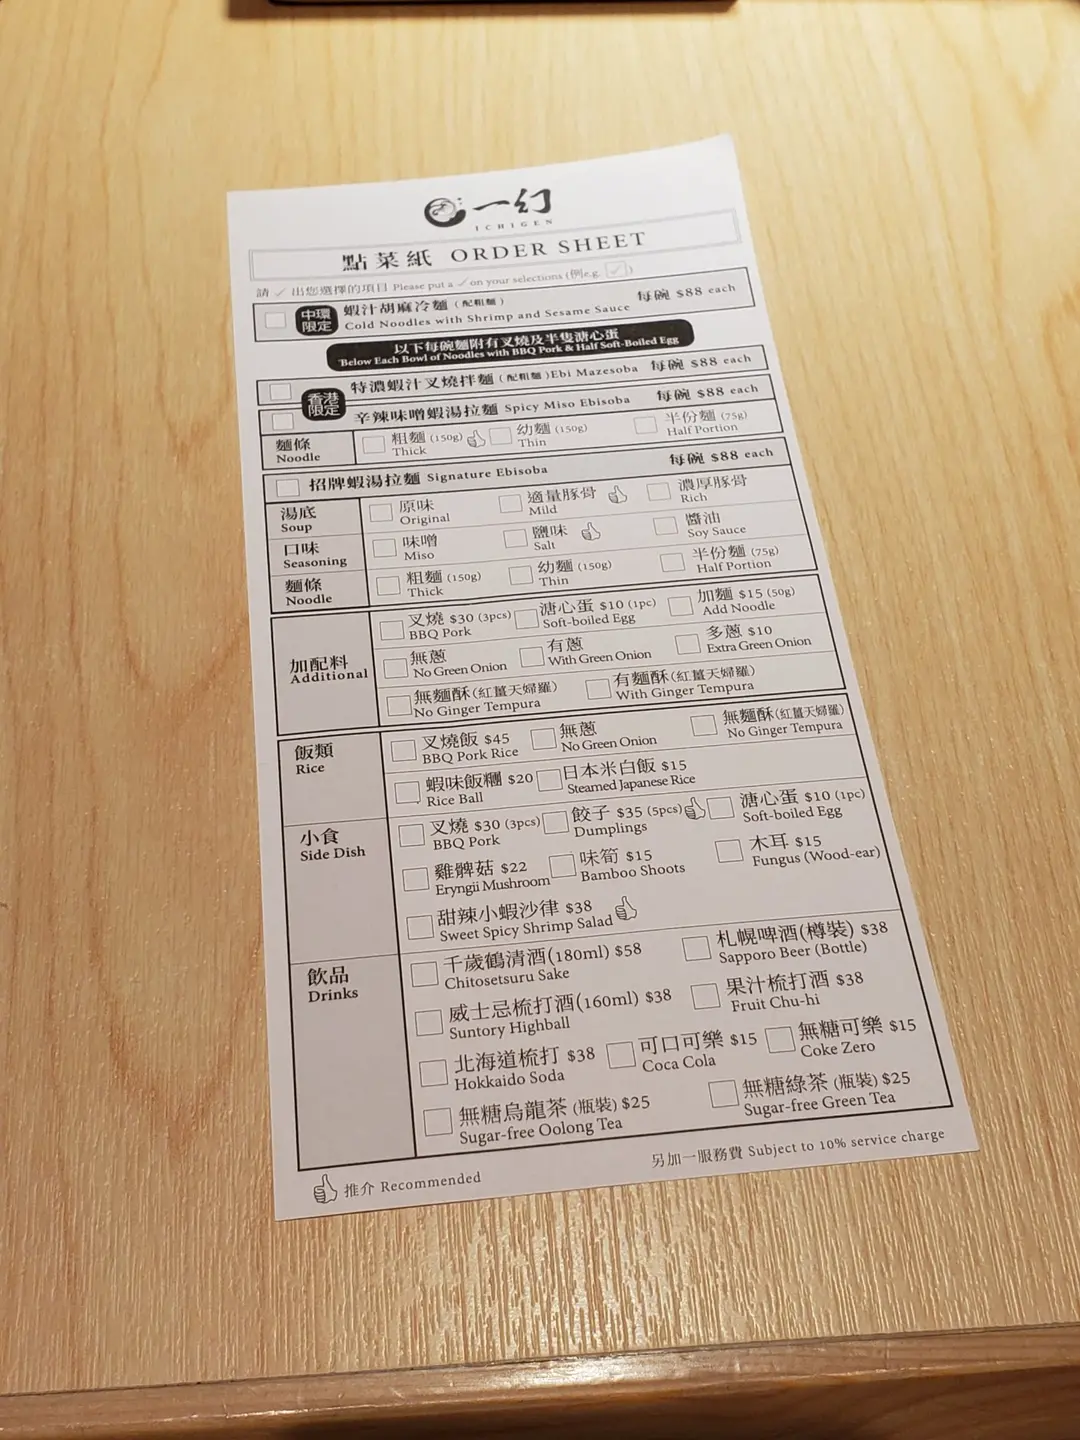 一幻
ICHIGEN
點菜紙 ORDER SHEET
請 ✓ 出您選擇的項目 Please put a ✓ on your selections (例e.g. ✓)
中環限定 蝦汁胡麻冷麵 (配粗麵) 每碗 $88 each
Cold Noodles with Shrimp and Sesame Sauce
以下每碗麵附有叉燒及半隻溏心蛋
Below Each Bowl of Noodles with BBQ Pork & Half Soft-Boiled Egg
香港限定
特濃蝦汁叉燒拌麵 (配粗麵) Ebi Mazesoba 每碗 $88 each
辛辣味噌蝦湯拉麵 Spicy Miso Ebisoba 每碗 $88 each
麵條 粗麵 (150g) 幼麵 (150g) 半份麵 (75g)
Noodle Thick Thin Half Portion
招牌蝦湯拉麵 Signature Ebisoba 每碗 $88 each
湯底 原味 適量豚骨 濃厚豚骨
Soup Original Mild Rich
口味 味噌 鹽味 醬油
Seasoning Miso Salt Soy Sauce
麵條 粗麵 (150g) 幼麵 (150g) 半份麵 (75g)
Noodle Thick Thin Half Portion
加配料
Additional
叉燒 $30 (3pcs) 溏心蛋 $10 (1pc) 加麵 $15 (50g)
BBQ Pork Soft-boiled Egg Add Noodle
無蔥 有蔥 多蔥 $10
No Green Onion With Green Onion Extra Green Onion
無麵酥(紅薑天婦羅) 有麵酥(紅薑天婦羅)
No Ginger Tempura With Ginger Tempura
飯類 叉燒飯 $45 無蔥 無麵酥(紅薑天婦羅)
Rice BBQ Pork Rice No Green Onion No Ginger Tempura
蝦味飯糰 $20 日本米白飯 $15
Rice Ball Steamed Japanese Rice
小食 叉燒 $30 (3pcs) 餃子 $35 (5pcs) 溏心蛋 $10 (1pc)
Side Dish BBQ Pork Dumplings Soft-boiled Egg
雞髀菇 $22 味筍 $15 木耳 $15
Eryngii Mushroom Bamboo Shoots Fungus (Wood-ear)
甜辣小蝦沙律 $38
Sweet Spicy Shrimp Salad
飲品 千歲鶴清酒(180ml) $58 札幌啤酒(樽裝) $38
Drinks Chitosetsuru Sake Sapporo Beer (Bottle)
威士忌梳打酒(160ml) $38 果汁梳打酒 $38
Suntory Highball Fruit Chu-hi
北海道梳打 $38 可口可樂 $15 無糖可樂 $15
Hokkaido Soda Coca Cola Coke Zero
無糖烏龍茶 (瓶裝) $25 無糖綠茶 (瓶裝) $25
Sugar-free Oolong Tea Sugar-free Green Tea
推介 Recommended 另加一服務費 Subject to 10% service charge